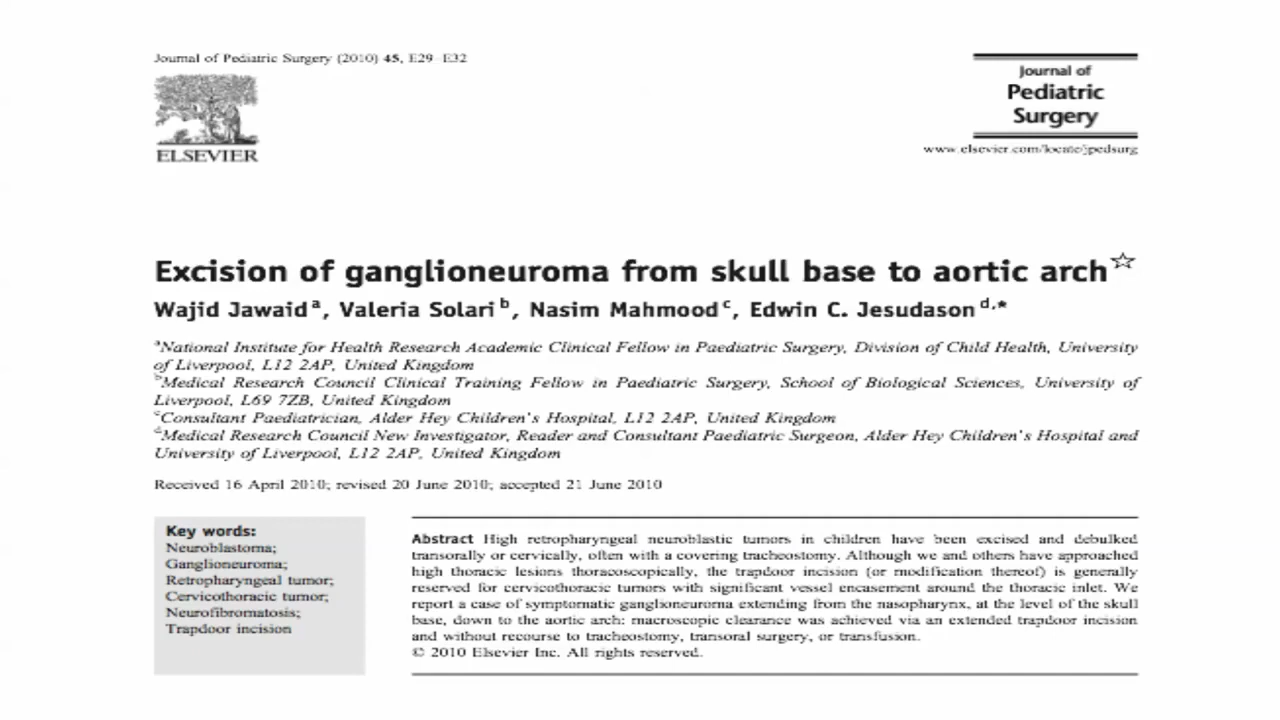 Journal of Pediatric Surgery (2010) 45, E29–E32
ELSEVIER
Journal of
Pediatric
Surgery
www.elsevier.com/locate/jpedsurg
Excision of ganglioneuroma from skull base to aortic arch☆
Wajid Jawaid a, Valeria Solari b, Nasim Mahmood c, Edwin C. Jesudason d,*
aNational Institute for Health Research Academic Clinical Fellow in Paediatric Surgery, Division of Child Health, University
of Liverpool, L12 2AP, United Kingdom
bMedical Research Council Clinical Training Fellow in Paediatric Surgery, School of Biological Sciences, University of
Liverpool, L69 7ZB, United Kingdom
cConsultant Paediatrician, Alder Hey Children's Hospital, L12 2AP, United Kingdom
dMedical Research Council New Investigator, Reader and Consultant Paediatric Surgeon, Alder Hey Children's Hospital and
University of Liverpool, L12 2AP, United Kingdom
Received 16 April 2010; revised 20 June 2010; accepted 21 June 2010
Key words:
Neuroblastoma;
Ganglioneuroma;
Retropharyngeal tumor;
Cervicothoracic tumor;
Neurofibromatosis;
Trapdoor incision
Abstract High retropharyngeal neuroblastic tumors in children have been excised and debulked
transorally or cervically, often with a covering tracheostomy. Although we and others have approached
high thoracic lesions thoracoscopically, the trapdoor incision (or modification thereof) is generally
reserved for cervicothoracic tumors with significant vessel encasement around the thoracic inlet. We
report a case of symptomatic ganglioneuroma extending from the nasopharynx, at the level of the skull
base, down to the aortic arch: macroscopic clearance was achieved via an extended trapdoor incision
and without recourse to tracheostomy, transoral surgery, or transfusion.
© 2010 Elsevier Inc. All rights reserved.